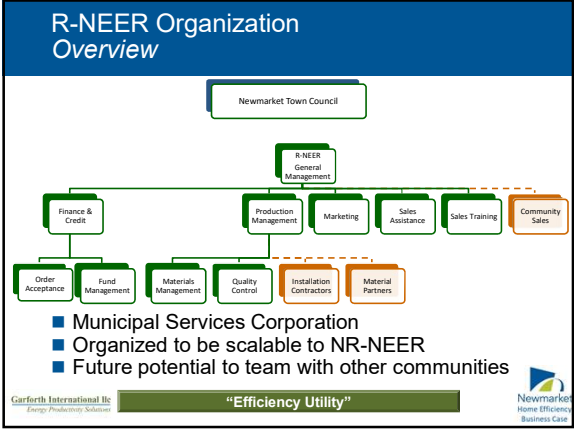 R-NEER Organization
Overview
Newmarket Town Council
R-NEER
General
Management
Finance &
Credit
Production
Management
Marketing
Sales
Assistance
Sales Training
Community
Sales
Order
Acceptance
Fund
Management
Materials
Management
Quality
Control
Installation
Contractors
Material
Partners
Municipal Services Corporation
Organized to be scalable to NR-NEER
Future potential to team with other communities
Garforth International llc
Energy Productivity Solutions
“Efficiency Utility”
Newmarket
Home Efficiency
Business Case